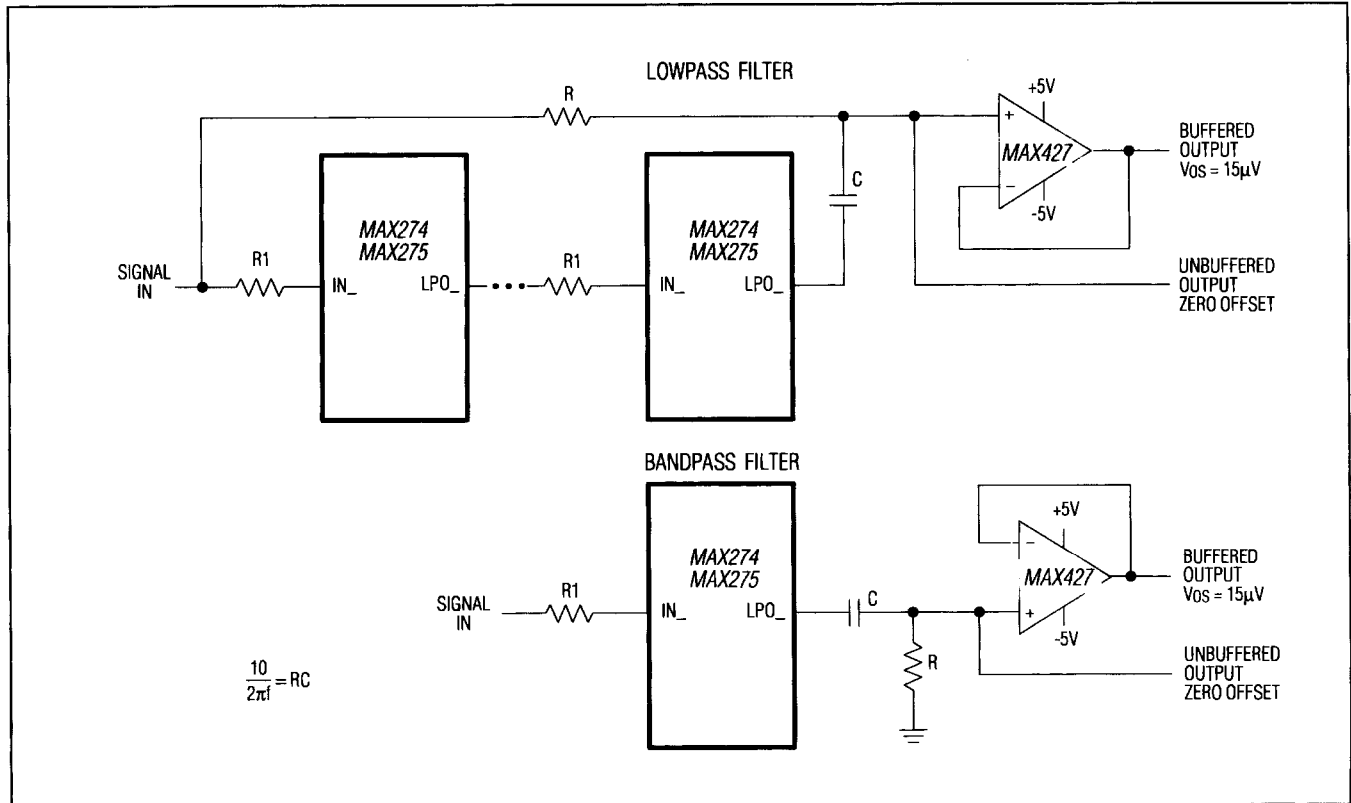 LOWPASS FILTER
R
+5V
+
MAX427
-
-5V
BUFFERED
OUTPUT
VOS = 15µV
C
MAX274
MAX275
MAX274
MAX275
SIGNAL
IN
R1
IN_
LPO_
•••
R1
IN_
LPO_
UNBUFFERED
OUTPUT
ZERO OFFSET
BANDPASS FILTER
+5V
-
MAX427
+
-5V
BUFFERED
OUTPUT
VOS = 15µV
MAX274
MAX275
SIGNAL
IN
R1
IN_
LPO_
C
R
UNBUFFERED
OUTPUT
ZERO OFFSET
10
2πf
=RC